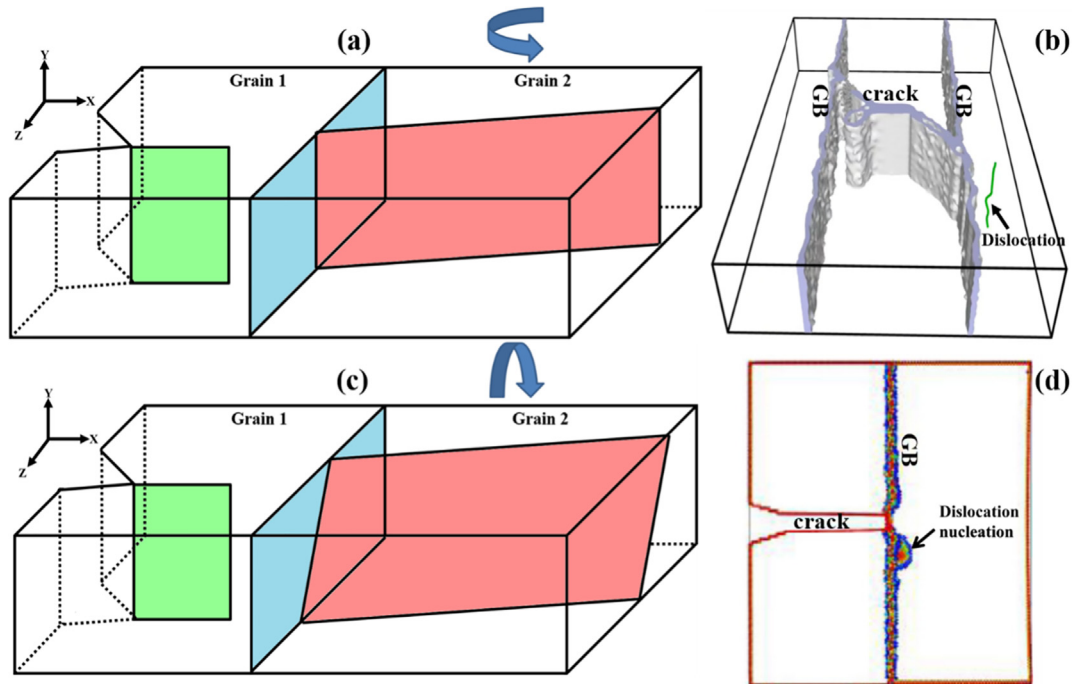 (a)
Y
X
Z
Grain 1
Grain 2
(b)
GB
crack
GB
Dislocation
(c)
Y
X
Z
Grain 1
Grain 2
(d)
GB
crack
Dislocation
nucleation